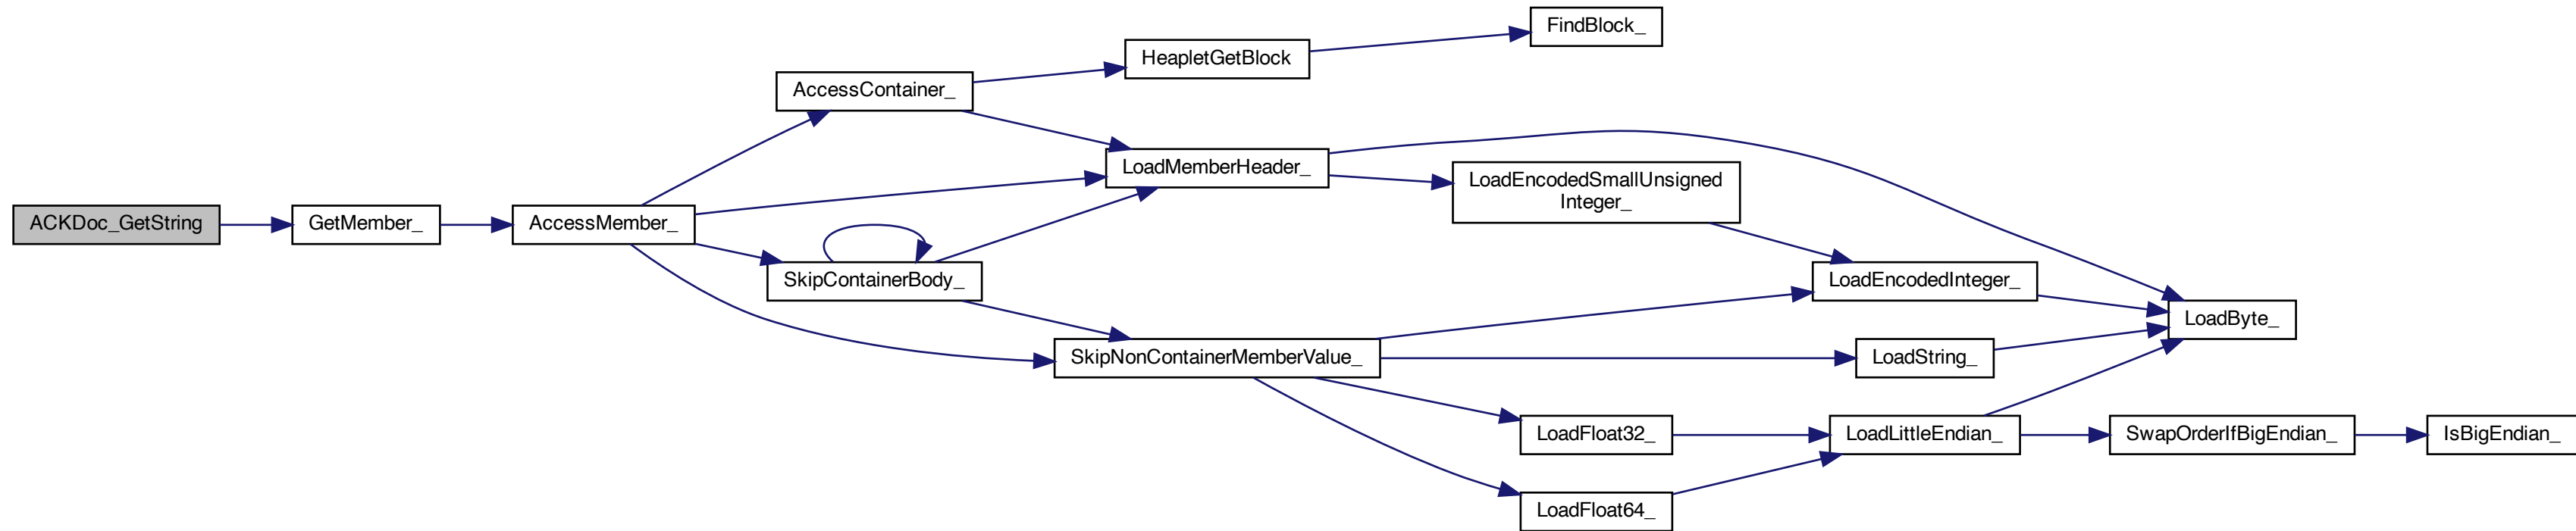 FindBlock_
HeapletGetBlock
AccessContainer_
LoadMemberHeader_
LoadEncodedSmallUnsigned
Integer_
ACKDoc_GetString
GetMember_
AccessMember_
SkipContainerBody_
LoadEncodedInteger_
LoadByte_
SkipNonContainerMemberValue_
LoadString_
LoadFloat32_
LoadLittleEndian_
SwapOrderIfBigEndian_
IsBigEndian_
LoadFloat64_